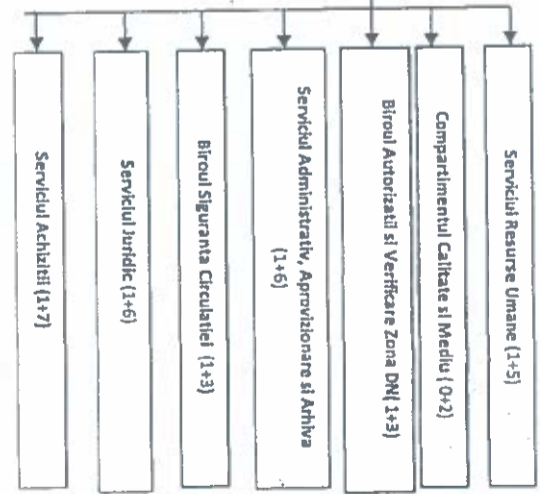 Serviciul Achizitii (1+7)
Serviciul Juridic (1+6)
Biroul Siguranta Circulatiei (1+3)
Serviciul Administrativ, Aprovizionare si Arhiva
(1+6)
Biroul Autorizatii si Verificare Zona DN( 1+3)
Compartimentul Calitate si Mediu ( 0+2)
Serviciul Resurse Umane (1+5)